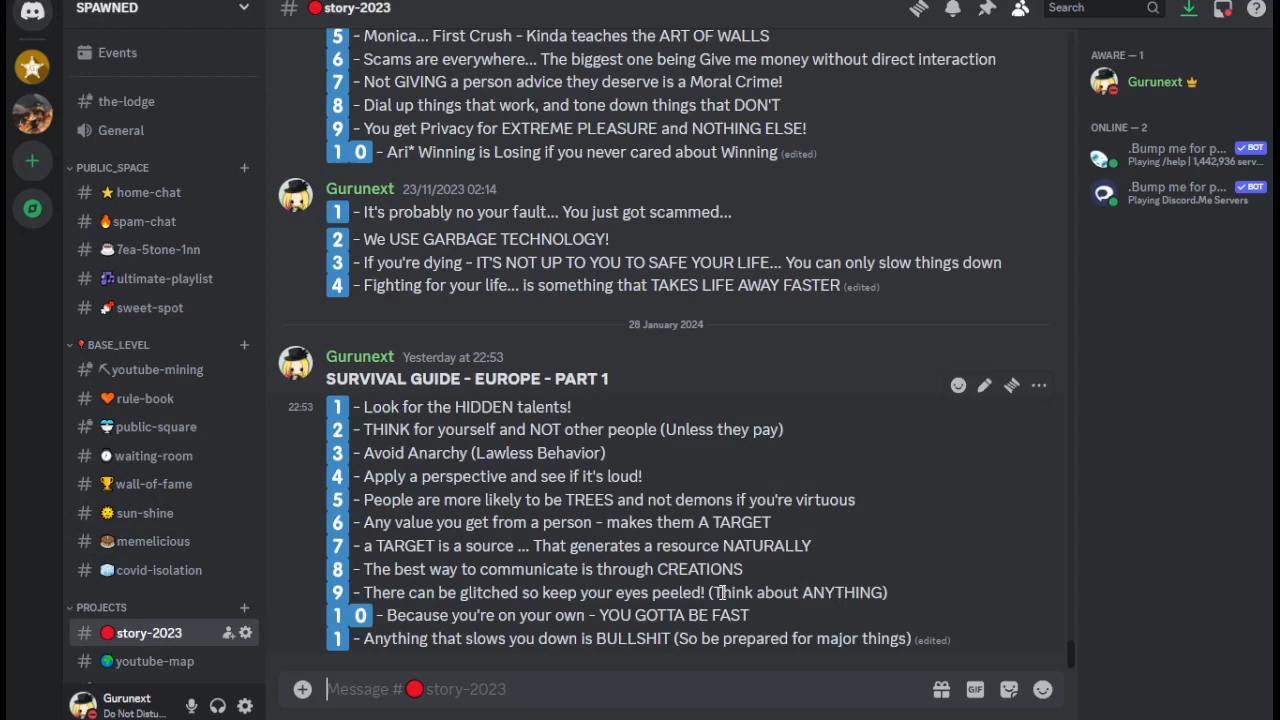 SPAWNED
Events
the-lodge
General
PUBLIC_SPACE
home-chat
spam-chat
7ea-5tone-1nn
ultimate-playlist
sweet-spot
BASE_LEVEL
youtube-mining
rule-book
public-square
waiting-room
wall-of-fame
sun-shine
memelicious
covid-isolation
PROJECTS
story-2023
youtube-map
Gurunext
Do Not Distu...
# story-2023
5 - Monica... First Crush - Kinda teaches the ART OF WALLS
6 - Scams are everywhere... The biggest one being Give me money without direct interaction
7 - Not GIVING a person advice they deserve is a Moral Crime!
8 - Dial up things that work, and tone down things that DON'T
9 - You get Privacy for EXTREME PLEASURE and NOTHING ELSE!
1 0 - Ari* Winning is Losing if you never cared about Winning (edited)
Gurunext 23/11/2023 02:14
1 - It's probably no your fault... You just got scammed...
2 - We USE GARBAGE TECHNOLOGY!
3 - If you're dying - IT'S NOT UP TO YOU TO SAFE YOUR LIFE... You can only slow things down
4 - Fighting for your life... is something that TAKES LIFE AWAY FASTER (edited)
28 January 2024
Gurunext Yesterday at 22:53
SURVIVAL GUIDE - EUROPE - PART 1
22:53 1 - Look for the HIDDEN talents!
2 - THINK for yourself and NOT other people (Unless they pay)
3 - Avoid Anarchy (Lawless Behavior)
4 - Apply a perspective and see if it's loud!
5 - People are more likely to be TREES and not demons if you're virtuous
6 - Any value you get from a person - makes them A TARGET
7 - a TARGET is a source ... That generates a resource NATURALLY
8 - The best way to communicate is through CREATIONS
9 - There can be glitched so keep your eyes peeled! (Think about ANYTHING)
1 0 - Because you're on your own - YOU GOTTA BE FAST
1 - Anything that slows you down is BULLSHIT (So be prepared for major things) (edited)
Message # story-2023
GIF
Search
AWARE — 1
Gurunext
ONLINE — 2
.Bump me for p... BOT
Playing /help | 1,442,936 serv...
.Bump me for p... BOT
Playing Discord.Me Servers